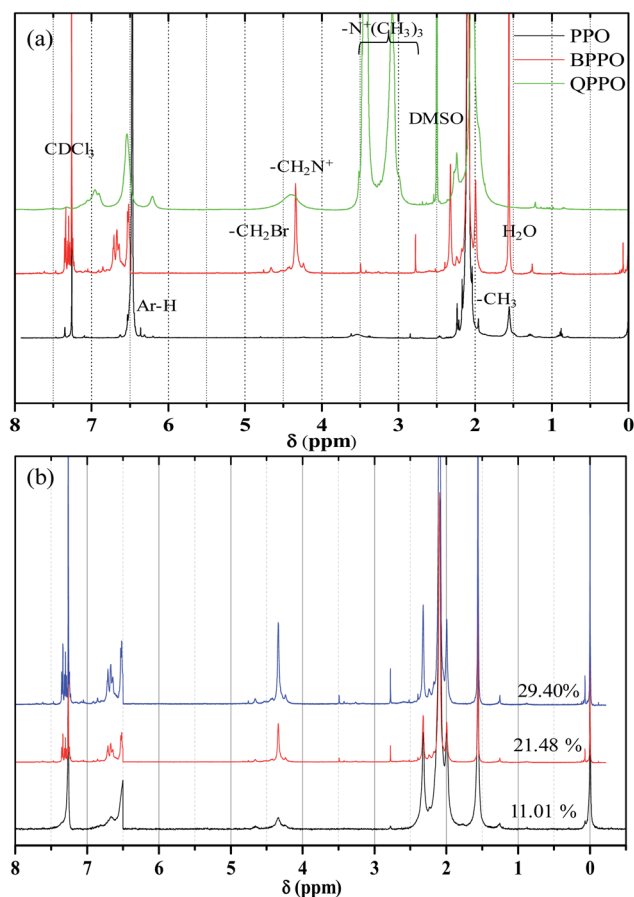 (a)
-N⁺(CH₃)₃
PPO
BPPO
QPPO
DMSO
CDCl₃
-CH₂N⁺
-CH₂Br
H₂O
Ar-H
-CH₃
8 7 6 5 4 3 2 1 0
δ (ppm)
(b)
29.40%
21.48 %
11.01 %
8 7 6 5 4 3 2 1 0
δ (ppm)